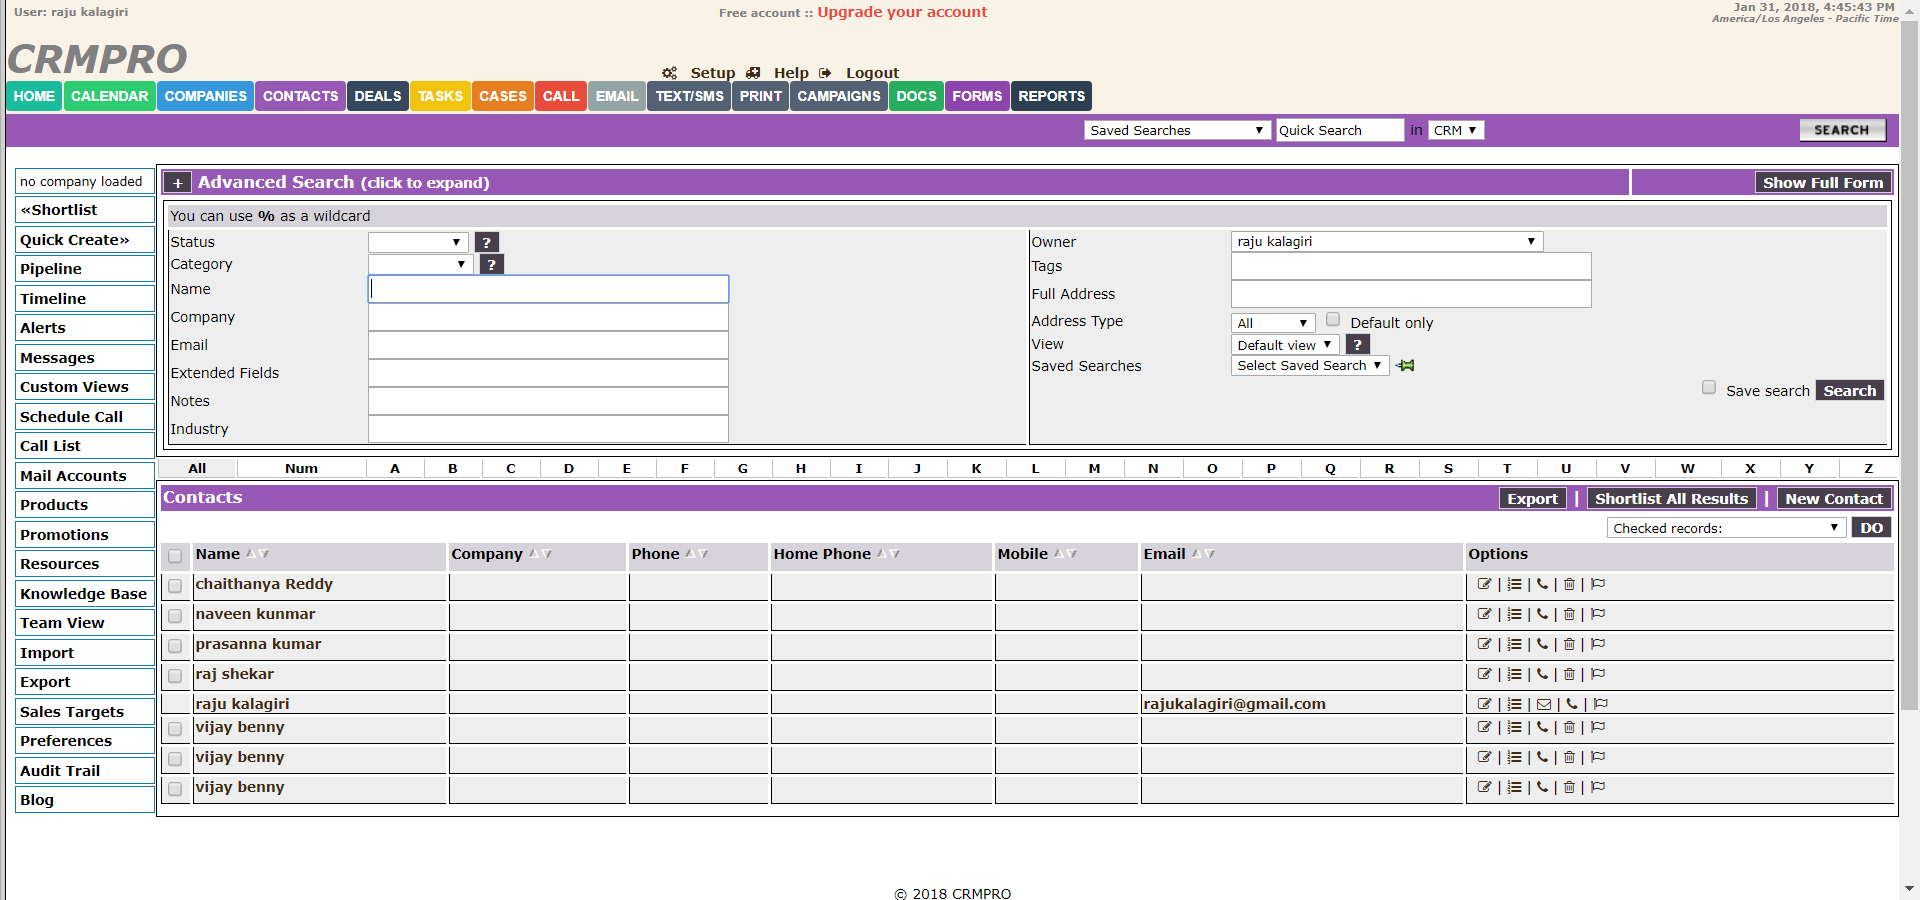 User: raju kalagiri
Free account :: Upgrade your account
Jan 31, 2018, 4:45:43 PM
America/Los Angeles - Pacific Time
CRMPRO
Setup Help Logout
HOME CALENDAR COMPANIES CONTACTS DEALS TASKS CASES CALL EMAIL TEXT/SMS PRINT CAMPAIGNS DOCS FORMS REPORTS
Saved Searches Quick Search in CRM SEARCH
no company loaded
«Shortlist
Quick Create»
Pipeline
Timeline
Alerts
Messages
Custom Views
Schedule Call
Call List
Mail Accounts
Products
Promotions
Resources
Knowledge Base
Team View
Import
Export
Sales Targets
Preferences
Audit Trail
Blog
+ Advanced Search (click to expand) Show Full Form
You can use % as a wildcard
Status ?
Category ?
Name
Company
Email
Extended Fields
Notes
Industry
Owner raju kalagiri
Tags
Full Address
Address Type All Default only
View Default view ?
Saved Searches Select Saved Search
Save search Search
All Num A B C D E F G H I J K L M N O P Q R S T U V W X Y Z
Contacts Export | Shortlist All Results | New Contact
Checked records: DO
Name Company Phone Home Phone Mobile Email Options
chaithanya Reddy | | | |
naveen kunmar | | | |
prasanna kumar | | | |
raj shekar | | | |
raju kalagiri rajukalagiri@gmail.com | | | |
vijay benny | | | |
vijay benny | | | |
vijay benny | | | |
© 2018 CRMPRO